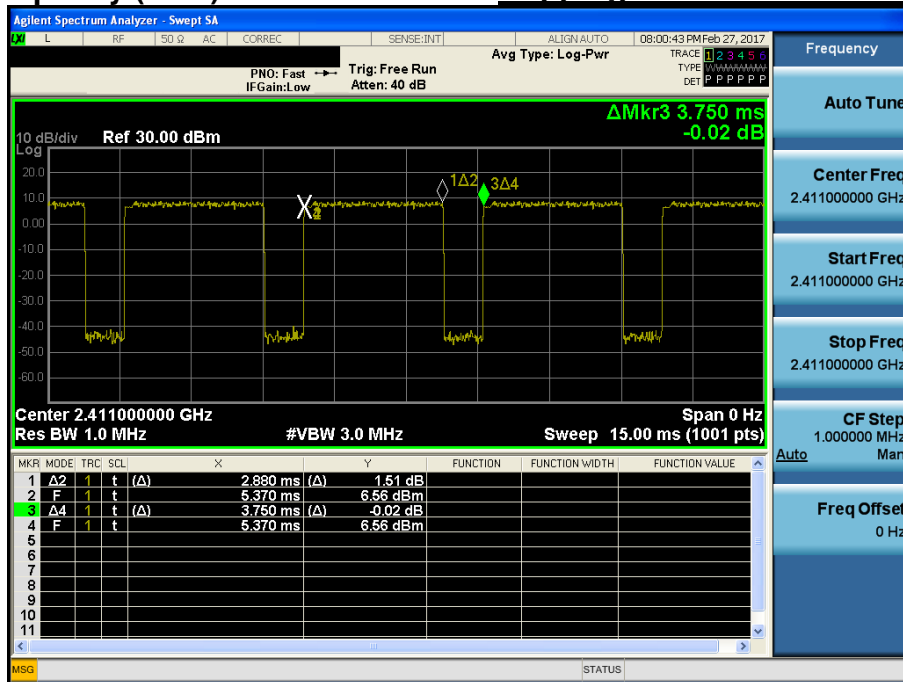 Agilent Spectrum Analyzer - Swept SA
LXI L RF 50 Ω AC CORREC SENSE:INT ALIGN AUTO 08:00:43 PM Feb 27, 2017
Frequency
PNO: Fast
IFGain:Low
Trig: Free Run
Atten: 40 dB
Avg Type: Log-Pwr
TRACE 1 2 3 4 5 6
TYPE WWWWWW
DET P P P P P P
Auto Tune
ΔMkr3 3.750 ms
-0.02 dB
10 dB/div Ref 30.00 dBm
Log
20.0
10.0
0.00
-10.0
-20.0
-30.0
-40.0
-50.0
-60.0
1Δ2
3Δ4
X
Center Freq
2.411000000 GHz
Start Freq
2.411000000 GHz
Stop Freq
2.411000000 GHz
CF Step
1.000000 MHz
Auto Man
Freq Offset
0 Hz
Center 2.411000000 GHz Span 0 Hz
Res BW 1.0 MHz #VBW 3.0 MHz Sweep 15.00 ms (1001 pts)
MKR MODE TRC SCL X Y FUNCTION FUNCTION WIDTH FUNCTION VALUE
1 Δ2 1 t (Δ) 2.880 ms (Δ) 1.51 dB
2 F 1 t 5.370 ms 6.56 dBm
3 Δ4 1 t (Δ) 3.750 ms (Δ) -0.02 dB
4 F 1 t 5.370 ms 6.56 dBm
5
6
7
8
9
10
11
MSG STATUS